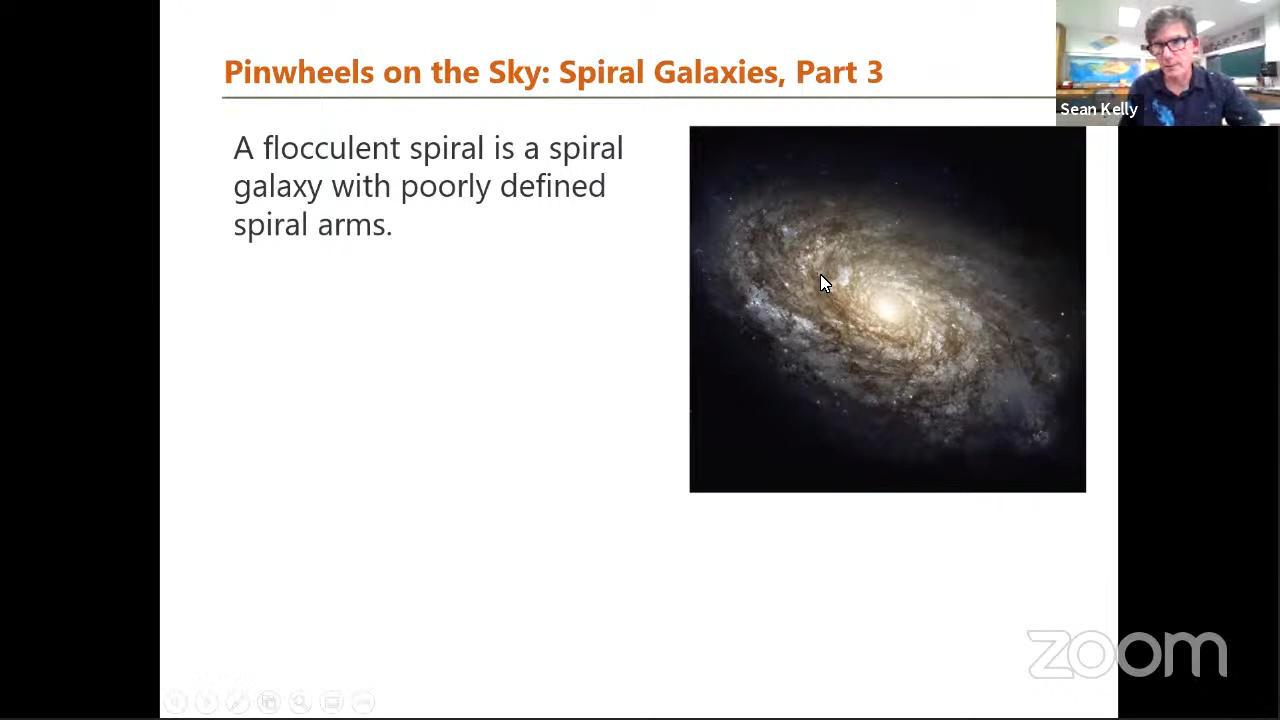 Pinwheels on the Sky: Spiral Galaxies, Part 3
Sean Kelly
A flocculent spiral is a spiral
galaxy with poorly defined
spiral arms.
zoom